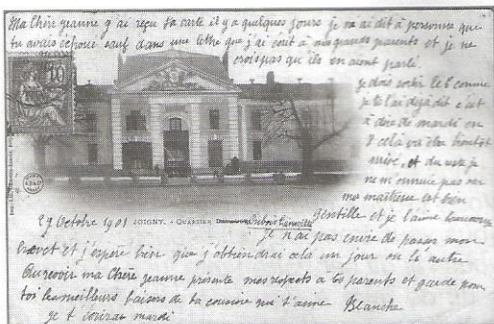 Ma Chère jeanne g'ai reçu ta carte il y a quelques jours je n'ai dit à personne que
tu avais échoué sauf dans une lettre que j'ai écrit à mes grands parents et je ne
crois pas qu'ils en aient parlé.
je dois sortir le 8 comme
je te l'ai déjà dit c'est
à dire de mardi en
8 cela va être bientôt
arrivé, et du reste je
ne m'ennuie pas
ma maîtresse est bien
gentille et je l'aime beaucoup
10
29 Octobre 1901 JOIGNY. - QUARTIER
Je n'ai pas envie de passer mon
brevet et j'espère bien que j'obtiendrai cela un jour ou l'autre
Au revoir ma Chère jeanne présente mes respects à tes parents et garde pour
toi les meilleurs baisers de ta cousine qui t'aime Blanche
je t' écrirai mardi